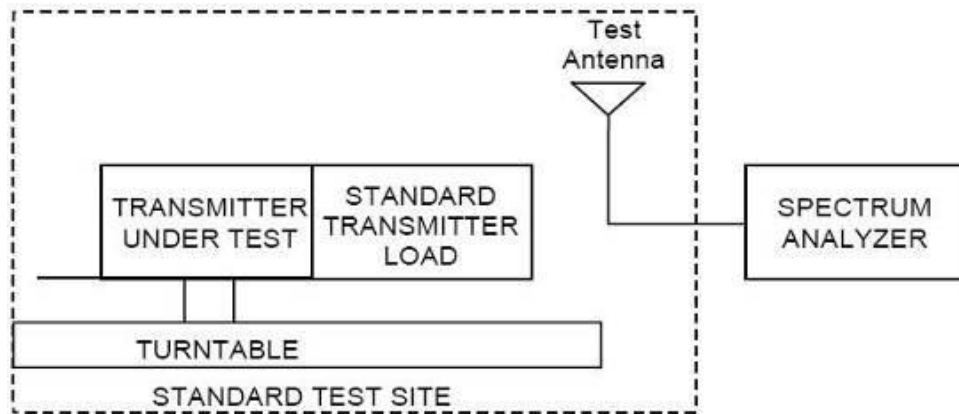 Test
Antenna
TRANSMITTER
UNDER TEST
STANDARD
TRANSMITTER
LOAD
SPECTRUM
ANALYZER
TURNTABLE
STANDARD TEST SITE